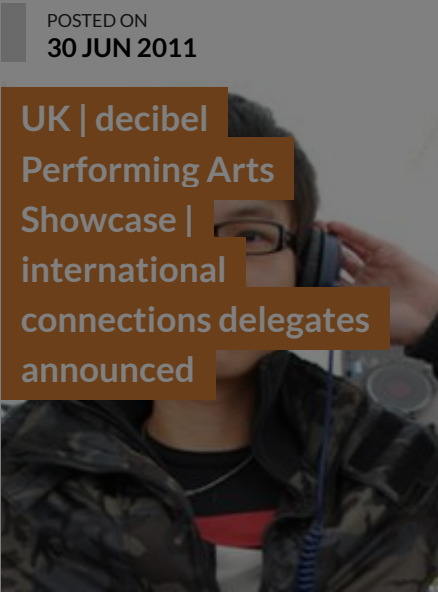 POSTED ON
30 JUN 2011
UK | decibel
Performing Arts
Showcase |
international
connections delegates
announced